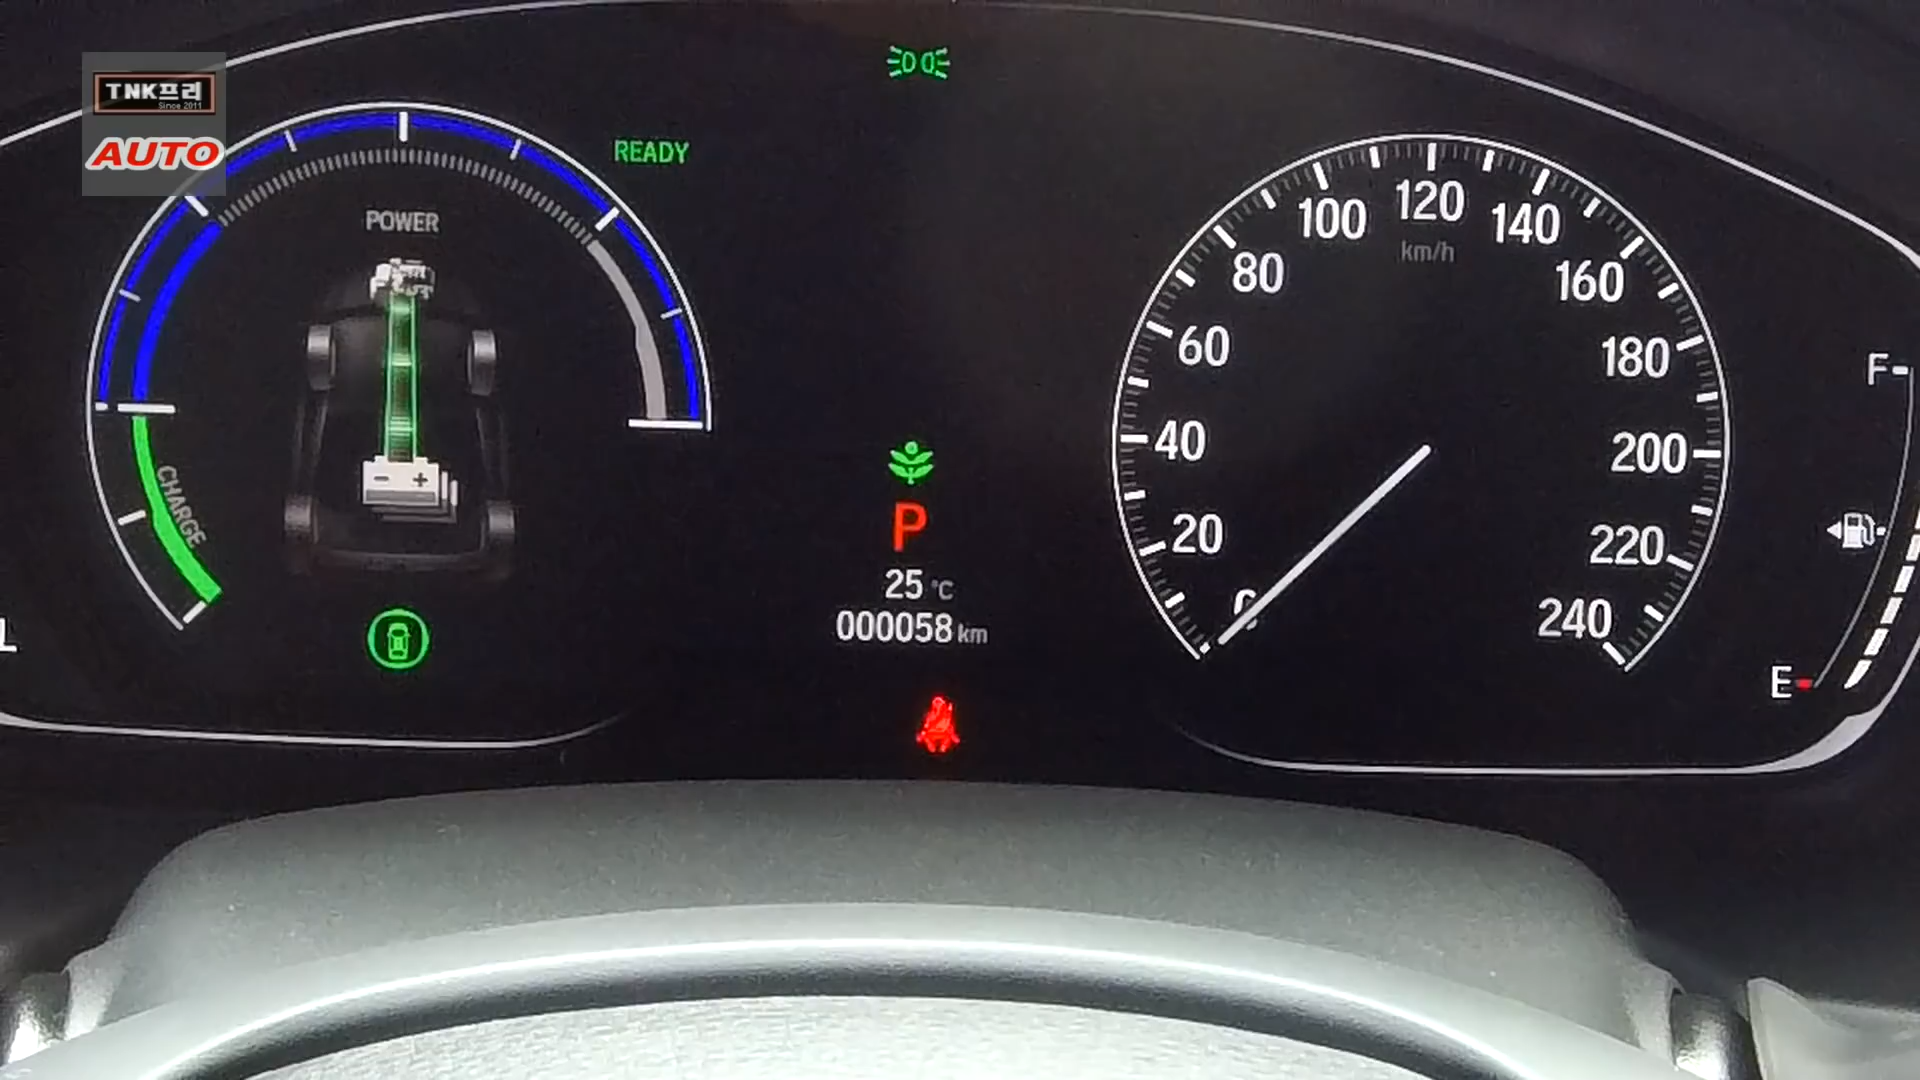 TNK프리
Since 2011
AUTO
READY
POWER
CHARGE
- +
L
P
25 °C
000058 km
0
20
40
60
80
100
120
140
160
180
200
220
240
km/h
F
E